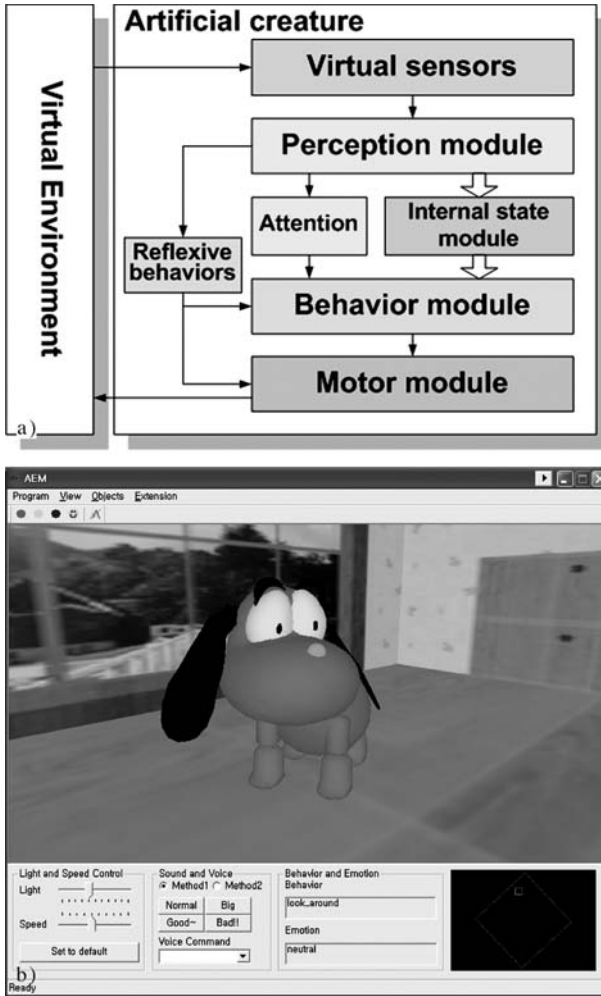 Artificial creature
Virtual Environment
Virtual sensors
Perception module
Attention
Internal state
module
Reflexive
behaviors
Behavior module
Motor module
a)
AEM
Program View Objects Extension
Light and Speed Control
Light
Speed
Set to default
Sound and Voice
Method1 Method2
Normal Big
Good~ Bad!!
Voice Command
Behavior and Emotion
Behavior
look_around
Emotion
neutral
b)
Ready